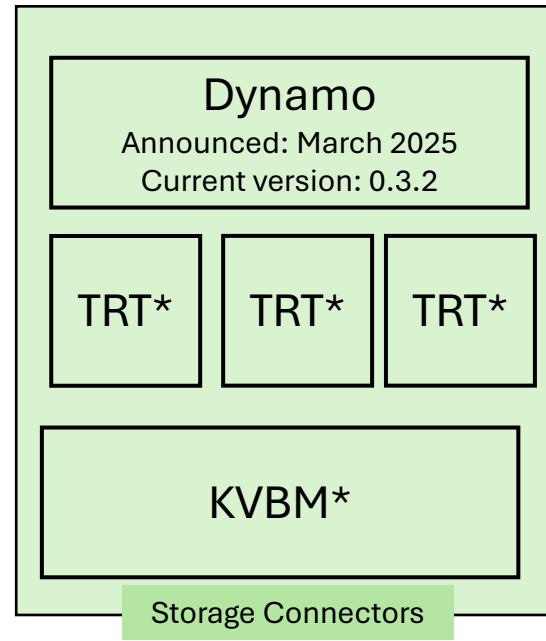 Dynamo
Announced: March 2025
Current version: 0.3.2
TRT* TRT* TRT*
KVBM*
Storage Connectors